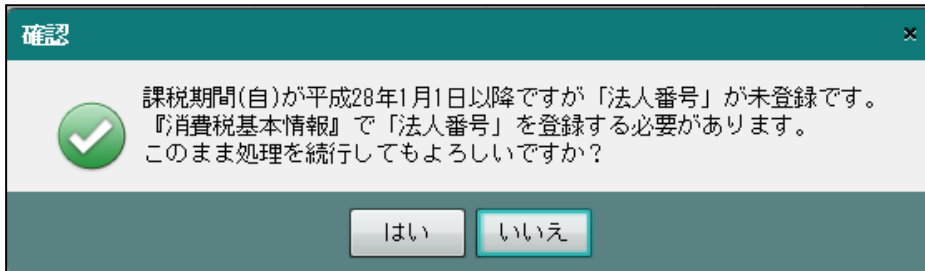 確認
課税期間(自)が平成28年1月1日以降ですが「法人番号」が未登録です。
『消費税基本情報』で「法人番号」を登録する必要があります。
このまま処理を続行してもよろしいですか？
はい
いいえ